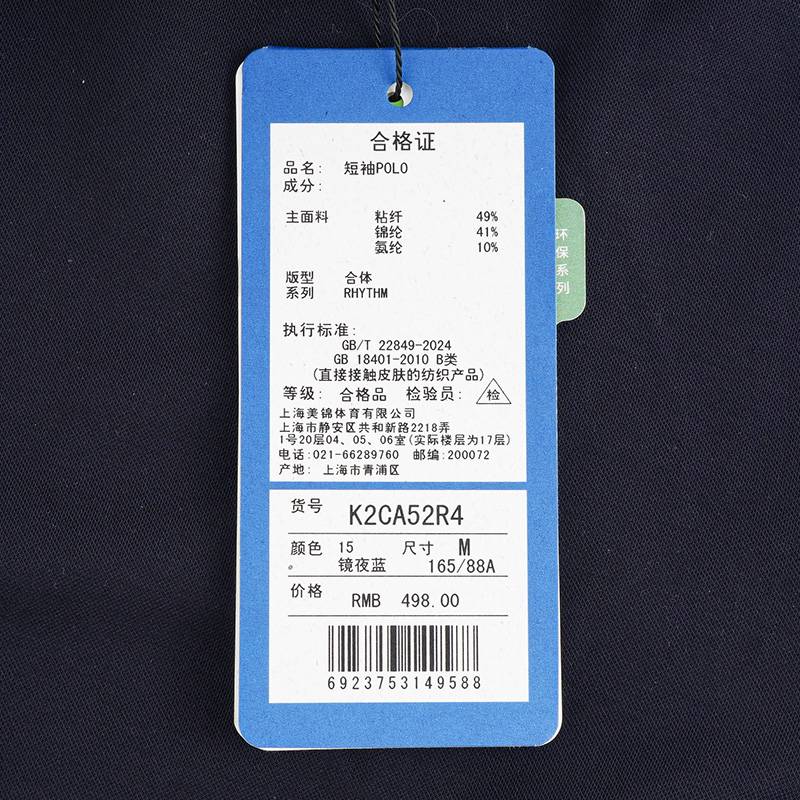 合格证
品名: 短袖POLO
成分:
主面料 粘纤 49%
锦纶 41%
氨纶 10%
版型 合体
系列 RHYTHM
执行标准:
GB/T 22849-2024
GB 18401-2010 B类
(直接接触皮肤的纺织产品)
等级: 合格品 检验员: 检
上海美锦体育有限公司
上海市静安区共和新路2218弄
1号20层04、05、06室(实际楼层为17层)
电话:021-66289760 邮编:200072
产地: 上海市青浦区
货号 K2CA52R4
颜色 15 尺寸 M
镜夜蓝 165/88A
价格 RMB 498.00
6923753149588
环保系列